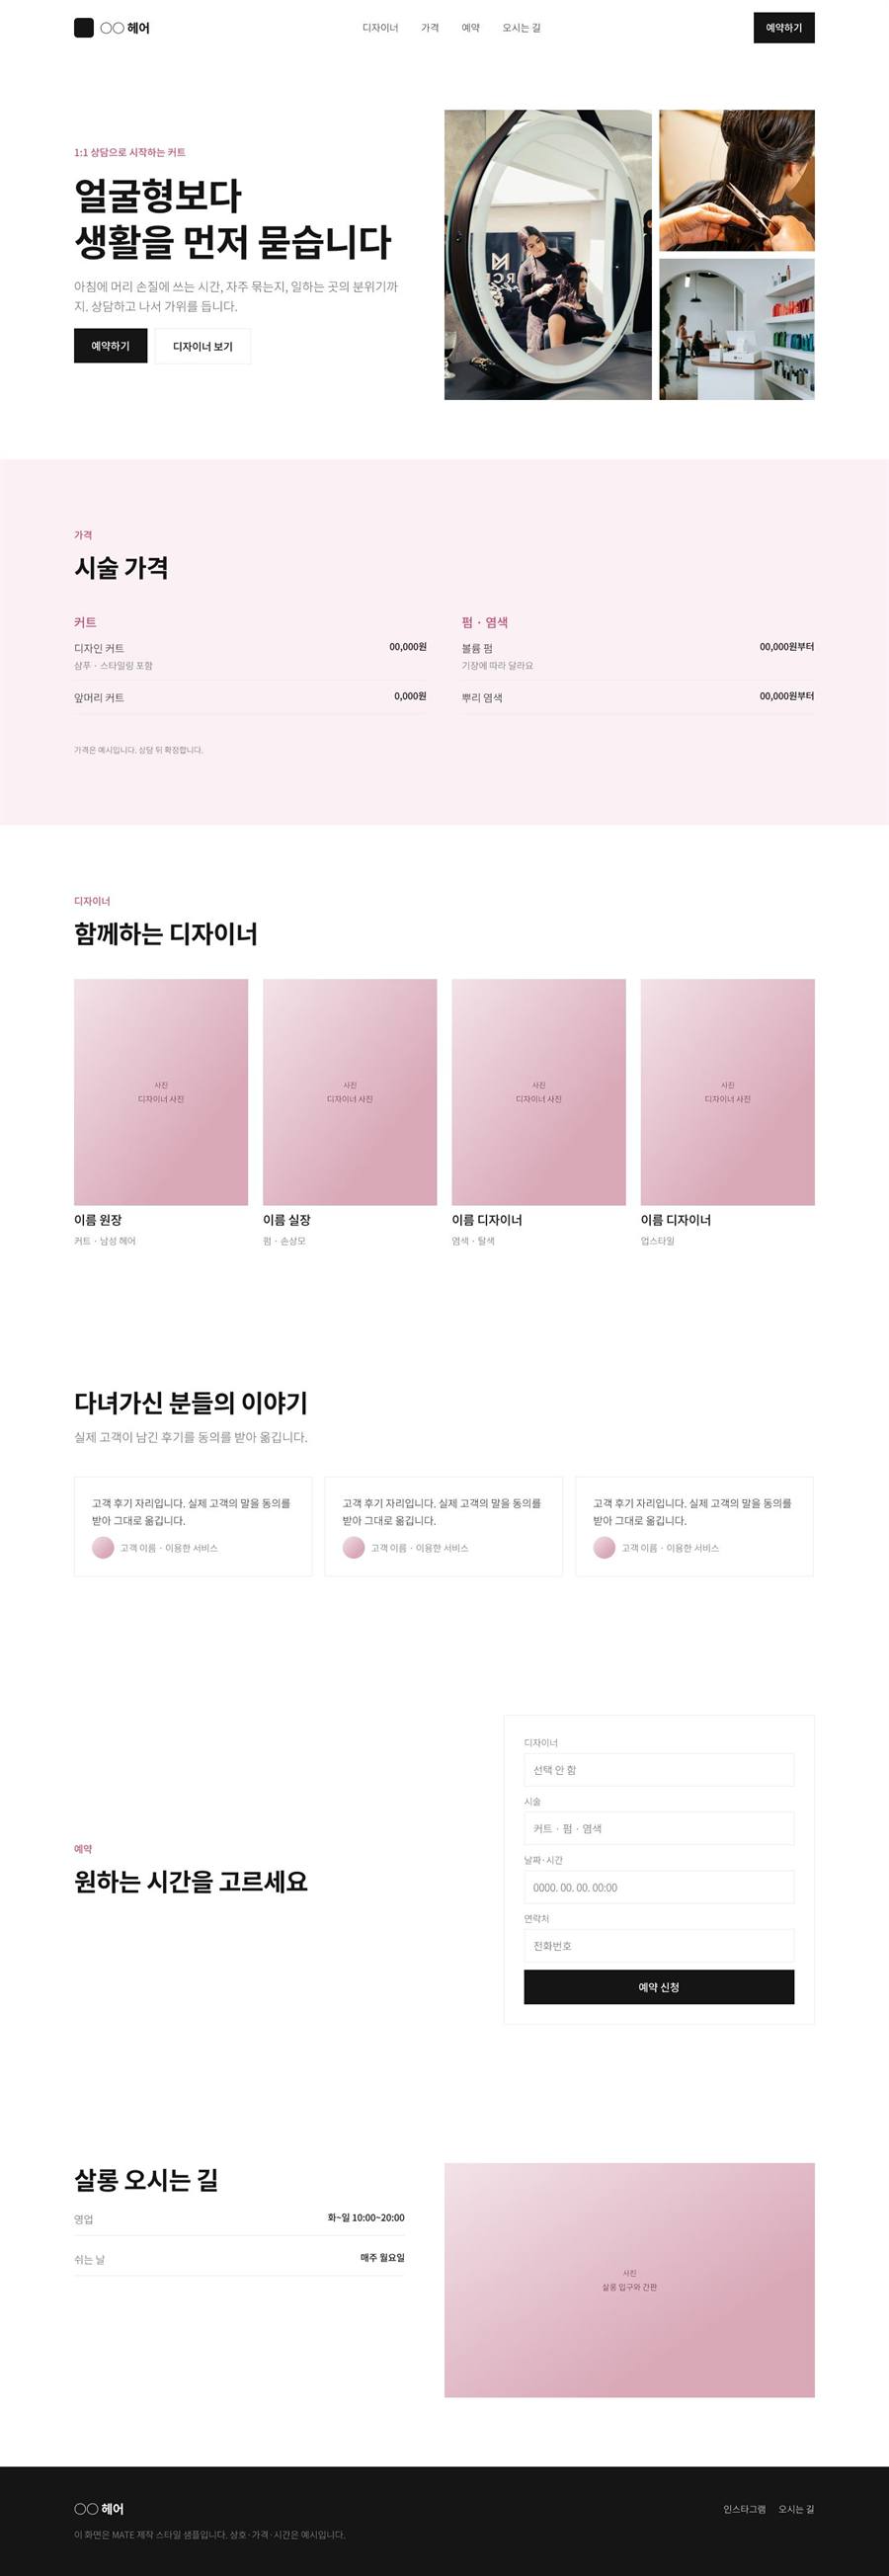 ○○ 헤어
디자이너 가격 예약 오시는 길
예약하기
1:1 상담으로 시작하는 커트
얼굴형보다
생활을 먼저 묻습니다
아침에 머리 손질에 쓰는 시간, 자주 묶는지, 일하는 곳의 분위기까
지. 상담하고 나서 가위를 듭니다.
예약하기
디자이너 보기
가격
시술 가격
커트
디자인 커트 00,000원
샴푸 · 스타일링 포함
앞머리 커트 0,000원
펌 · 염색
볼륨 펌 00,000원부터
기장에 따라 달라요
뿌리 염색 00,000원부터
가격은 예시입니다. 상담 뒤 확정합니다.
디자이너
함께하는 디자이너
사진
디자이너 사진
이름 원장
커트 · 남성 헤어
사진
디자이너 사진
이름 실장
펌 · 손상모
사진
디자이너 사진
이름 디자이너
염색 · 탈색
사진
디자이너 사진
이름 디자이너
업스타일
다녀가신 분들의 이야기
실제 고객이 남긴 후기를 동의를 받아 옮깁니다.
고객 후기 자리입니다. 실제 고객의 말을 동의를
받아 그대로 옮깁니다.
고객 이름 · 이용한 서비스
고객 후기 자리입니다. 실제 고객의 말을 동의를
받아 그대로 옮깁니다.
고객 이름 · 이용한 서비스
고객 후기 자리입니다. 실제 고객의 말을 동의를
받아 그대로 옮깁니다.
고객 이름 · 이용한 서비스
예약
원하는 시간을 고르세요
디자이너
선택 안 함
시술
커트 · 펌 · 염색
날짜·시간
0000. 00. 00. 00:00
연락처
전화번호
예약 신청
살롱 오시는 길
영업 화~일 10:00~20:00
쉬는 날 매주 월요일
사진
살롱 입구와 간판
○○ 헤어
이 화면은 MATE 제작 스타일 샘플입니다. 상호·가격·시간은 예시입니다.
인스타그램 오시는 길